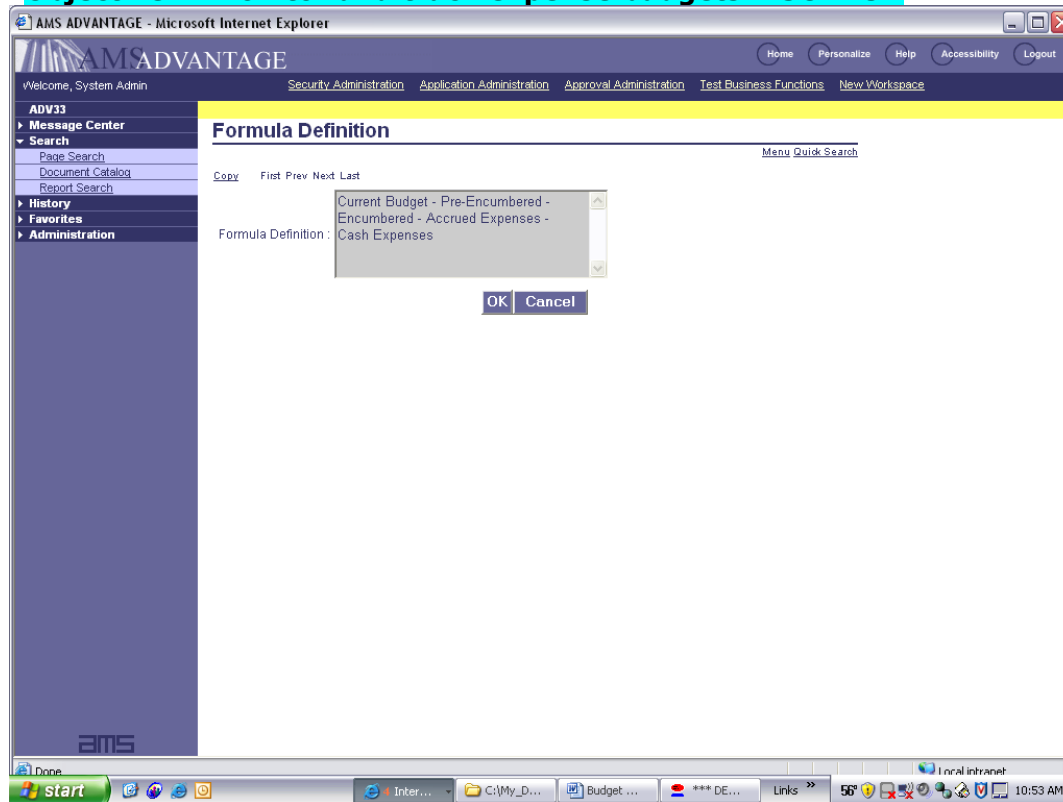 AMS ADVANTAGE - Microsoft Internet Explorer
AMSADVANTAGE
Home Personalize Help Accessibility Logout
Welcome, System Admin
Security Administration Application Administration Approval Administration Test Business Functions New Workspace
ADV33
Message Center
Search
Page Search
Document Catalog
Report Search
History
Favorites
Administration
Formula Definition
Menu Quick Search
Copy First Prev Next Last
Formula Definition :
Current Budget - Pre-Encumbered -
Encumbered - Accrued Expenses -
Cash Expenses
OK Cancel
ams
Done
Local intranet
start
4 Inter...
C:\My_D...
Budget ...
*** DE...
Links »
56°
10:53 AM